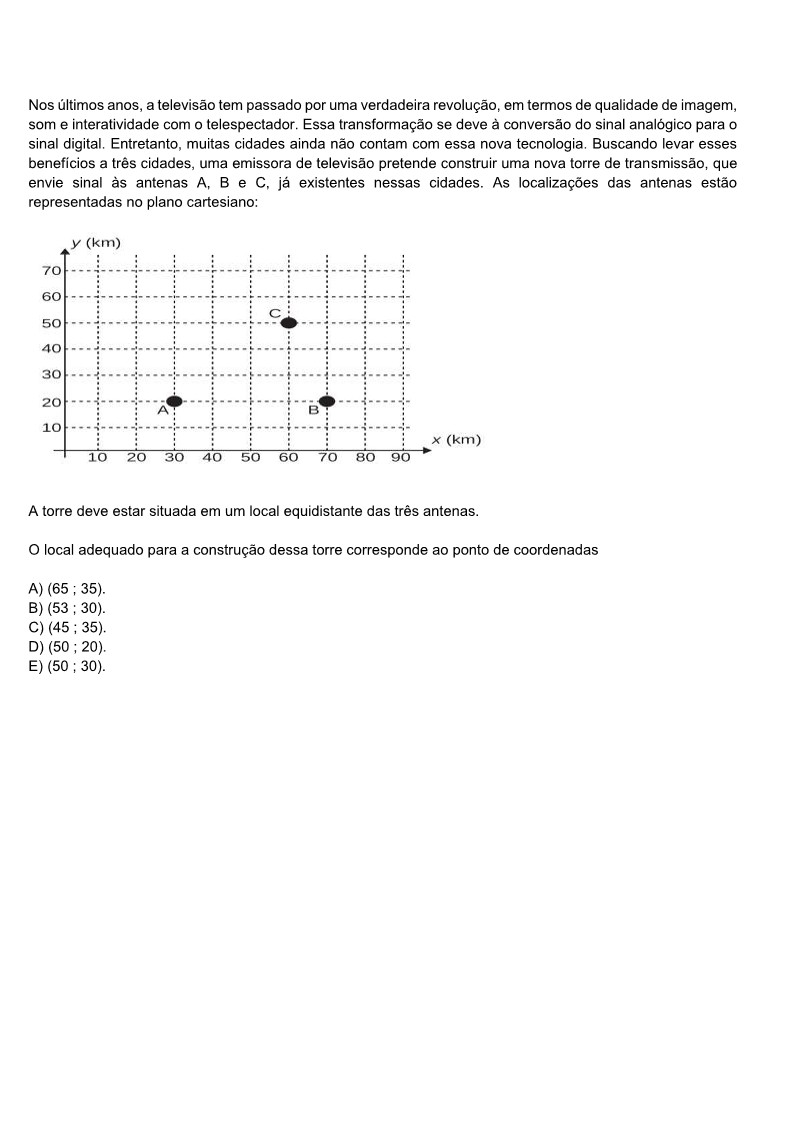 Nos últimos anos, a televisão tem passado por uma verdadeira revolução, em termos de qualidade de imagem,
som e interatividade com o telespectador. Essa transformação se deve à conversão do sinal analógico para o
sinal digital. Entretanto, muitas cidades ainda não contam com essa nova tecnologia. Buscando levar esses
benefícios a três cidades, uma emissora de televisão pretende construir uma nova torre de transmissão, que
envie sinal às antenas A, B e C, já existentes nessas cidades. As localizações das antenas estão
representadas no plano cartesiano:
y (km)
70
60
C
50
40
30
20
A B
10
x (km)
10 20 30 40 50 60 70 80 90
A torre deve estar situada em um local equidistante das três antenas.
O local adequado para a construção dessa torre corresponde ao ponto de coordenadas
A) (65 ; 35).
B) (53 ; 30).
C) (45 ; 35).
D) (50 ; 20).
E) (50 ; 30).